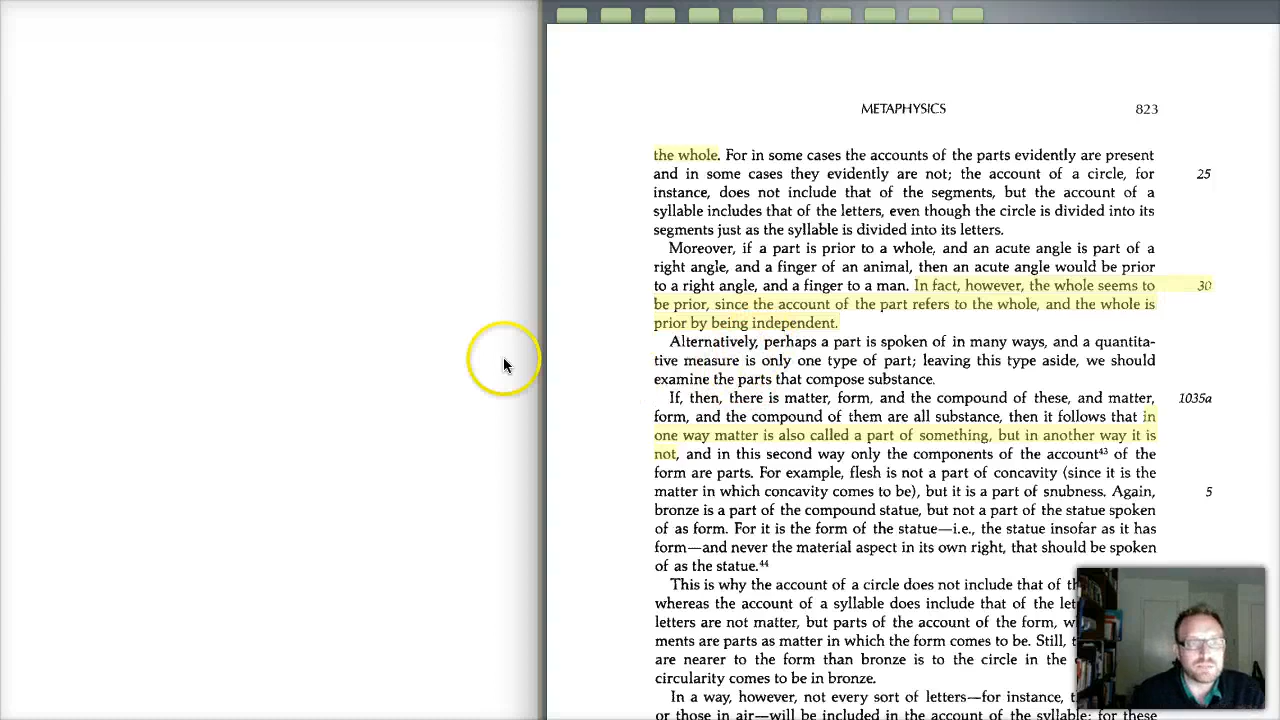 METAPHYSICS 823
the whole. For in some cases the accounts of the parts evidently are present
and in some cases they evidently are not; the account of a circle, for 25
instance, does not include that of the segments, but the account of a
syllable includes that of the letters, even though the circle is divided into its
segments just as the syllable is divided into its letters.
Moreover, if a part is prior to a whole, and an acute angle is part of a
right angle, and a finger of an animal, then an acute angle would be prior
to a right angle, and a finger to a man. In fact, however, the whole seems to 30
be prior, since the account of the part refers to the whole, and the whole is
prior by being independent.
Alternatively, perhaps a part is spoken of in many ways, and a quantita-
tive measure is only one type of part; leaving this type aside, we should
examine the parts that compose substance.
If, then, there is matter, form, and the compound of these, and matter, 1035a
form, and the compound of them are all substance, then it follows that in
one way matter is also called a part of something, but in another way it is
not, and in this second way only the components of the account⁴³ of the
form are parts. For example, flesh is not a part of concavity (since it is the
matter in which concavity comes to be), but it is a part of snubness. Again, 5
bronze is a part of the compound statue, but not a part of the statue spoken
of as form. For it is the form of the statue—i.e., the statue insofar as it has
form—and never the material aspect in its own right, that should be spoken
of as the statue.⁴⁴
This is why the account of a circle does not include that of
whereas the account of a syllable does include that of the
letters are not matter, but parts of the account of the form,
ments are parts as matter in which the form comes to be. Still,
are nearer to the form than bronze is to the circle in the
circularity comes to be in bronze.
In a way, however, not every sort of letters—for instance,
or those in air—will be included in the account of the syllable; for these